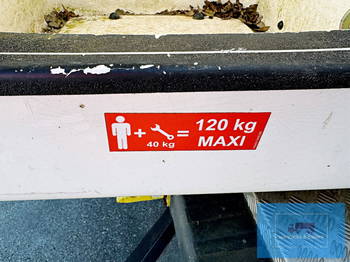 + = 120 kg
40 kg MAXI